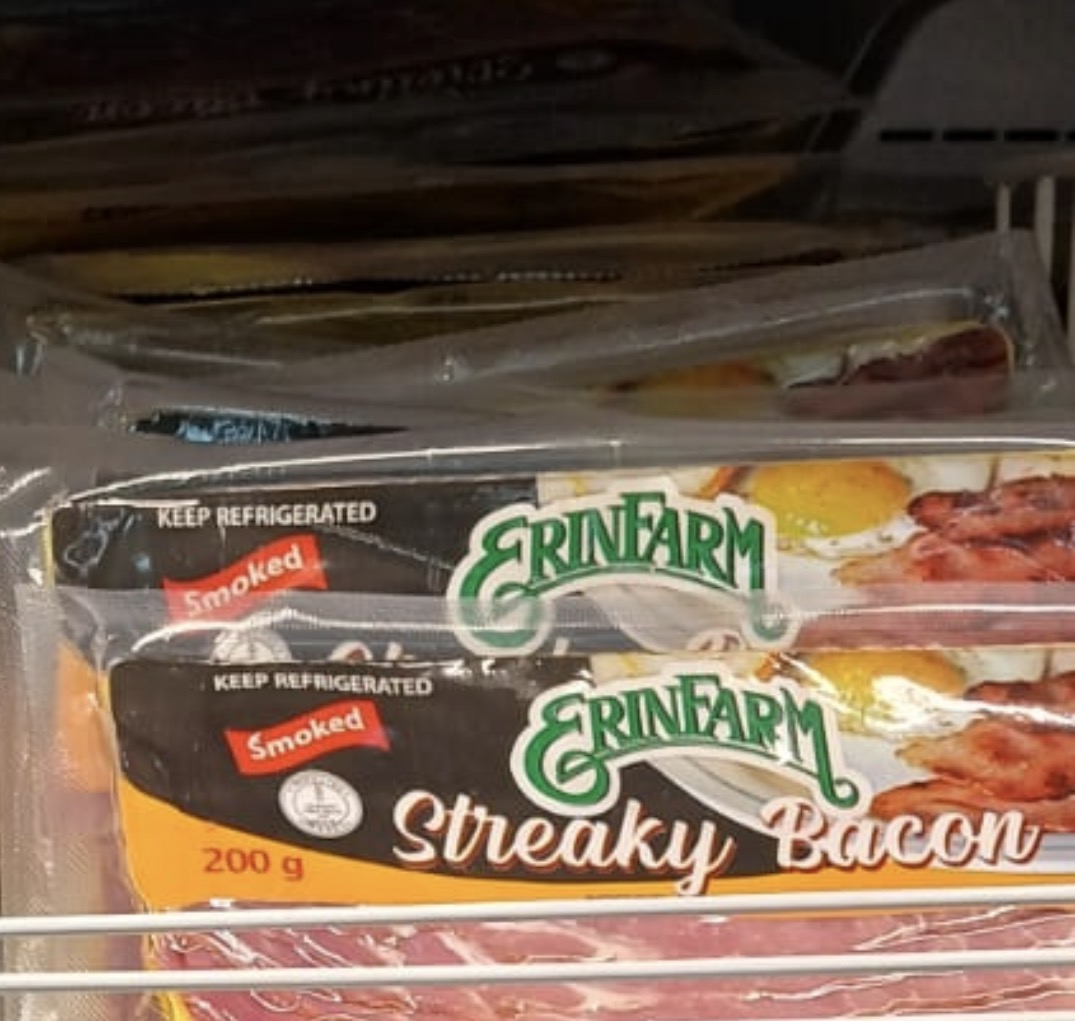 KEEP REFRIGERATED
Smoked
ERINFARM
KEEP REFRIGERATED
Smoked
ERINFARM
Streaky Bacon
200 g